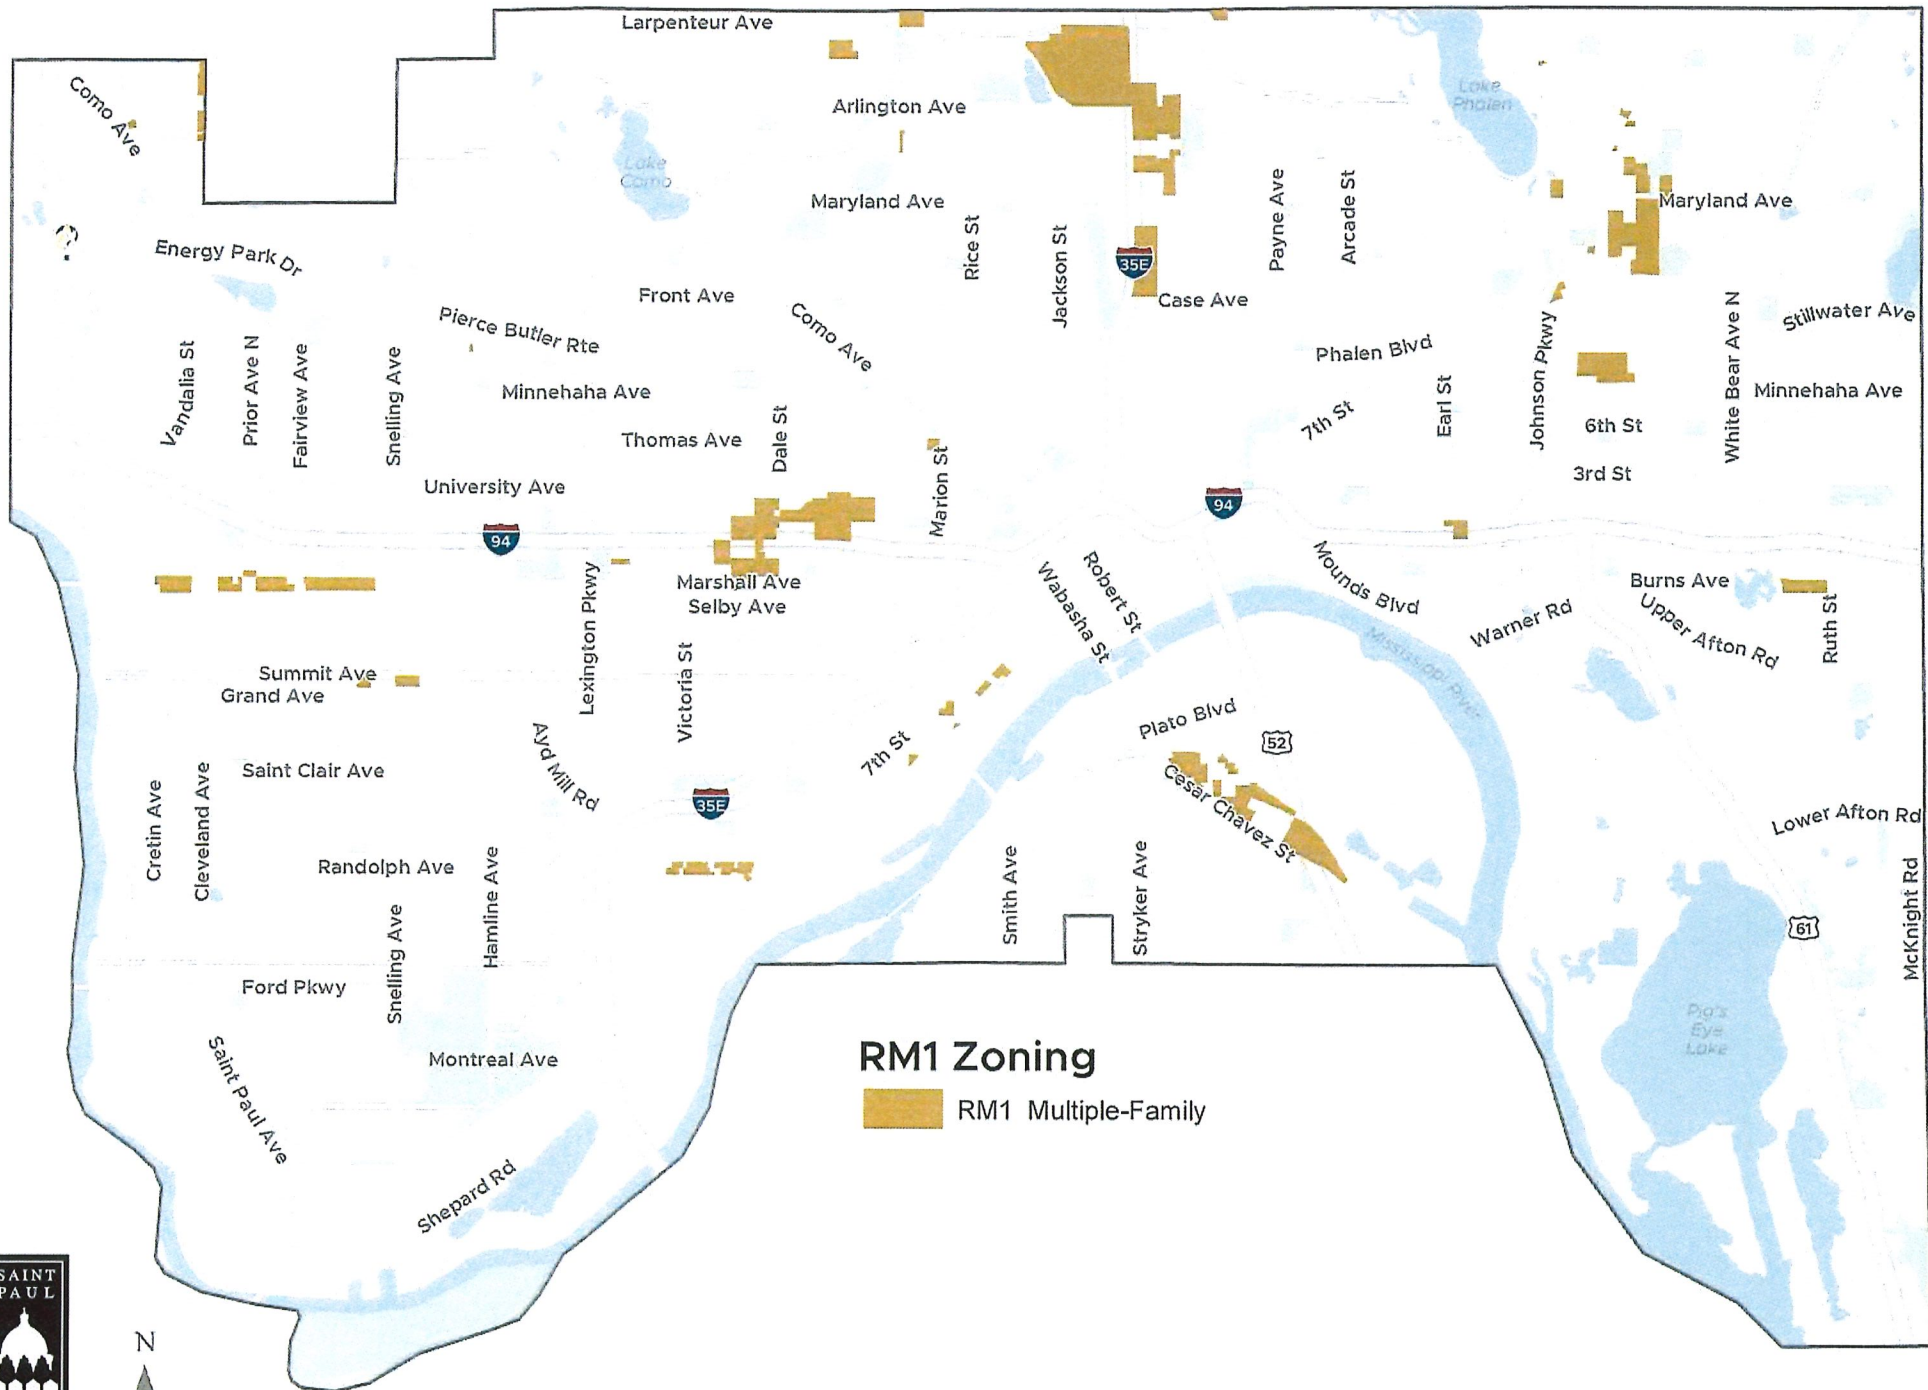 Larpenteur Ave
Como Ave
Arlington Ave
Lake
Phalen
Lake
Como
Maryland Ave
Maryland Ave
Rice St
Jackson St
Payne Ave
Arcade St
Energy Park Dr
35E
Front Ave
Case Ave
Pierce Butler Rte
Como Ave
Stillwater Ave
Phalen Blvd
Vandalia St
Prior Ave N
Fairview Ave
Snelling Ave
Minnehaha Ave
Johnson Pkwy
White Bear Ave N
Minnehaha Ave
Thomas Ave
Dale St
7th St
Earl St
6th St
3rd St
University Ave
Marion St
94
94
Marshall Ave
Selby Ave
Lexington Pkwy
Wabasha St
Robert St
Mounds Blvd
Warner Rd
Burns Ave
Upper Afton Rd
Ruth St
Mississippi River
Summit Ave
Grand Ave
Victoria St
Ayd Mill Rd
7th St
Plato Blvd
52
Cesar Chavez St
Saint Clair Ave
35E
Cretin Ave
Cleveland Ave
Lower Afton Rd
Randolph Ave
Hamline Ave
Smith Ave
Stryker Ave
McKnight Rd
61
Snelling Ave
Ford Pkwy
Pig's
Eye
Lake
Saint Paul Ave
Montreal Ave
Shepard Rd
RM1 Zoning
RM1 Multiple-Family
SAINT
PAUL
N